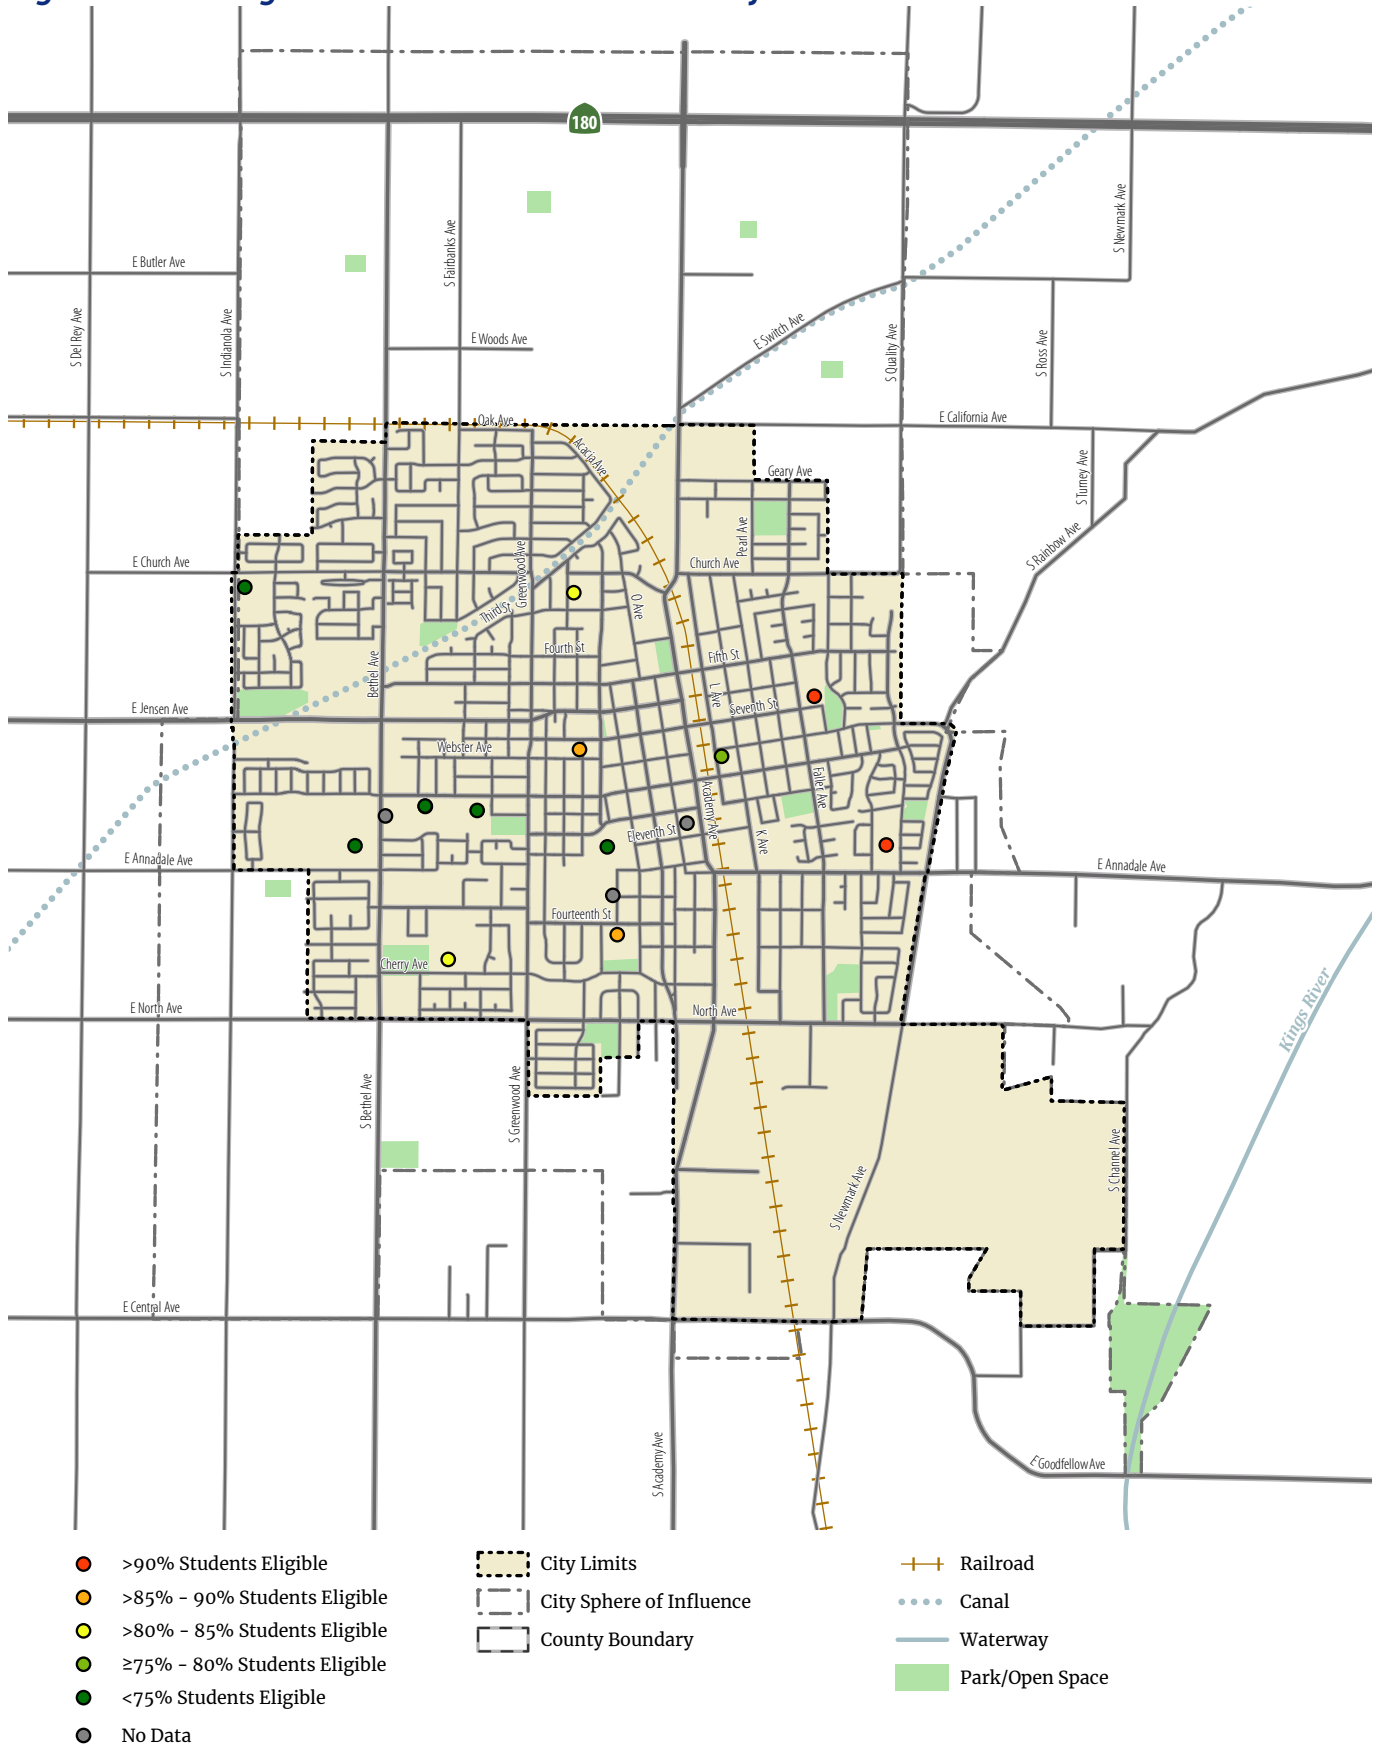 180
E Butler Ave
S Fairbanks Ave
S Newmark Ave
S Del Rey Ave
S Indianola Ave
E Woods Ave
E Switch Ave
S Quality Ave
S Ross Ave
Oak Ave
E California Ave
Acacia Ave
Geary Ave
S Turney Ave
Pearl Ave
S Rainbow Ave
E Church Ave
Greenwood Ave
Church Ave
Third St
O Ave
Fourth St
Fifth St
Bethel Ave
L Ave
Seventh St
E Jensen Ave
Webster Ave
Faller Ave
Academy Ave
Eleventh St
K Ave
E Annadale Ave
E Annadale Ave
Fourteenth St
Cherry Ave
E North Ave
North Ave
Kings River
S Bethel Ave
S Greenwood Ave
S Channel Ave
S Newmark Ave
E Central Ave
S Academy Ave
E Goodfellow Ave
>90% Students Eligible
>85% - 90% Students Eligible
>80% - 85% Students Eligible
≥75% - 80% Students Eligible
<75% Students Eligible
No Data
City Limits
City Sphere of Influence
County Boundary
Railroad
Canal
Waterway
Park/Open Space